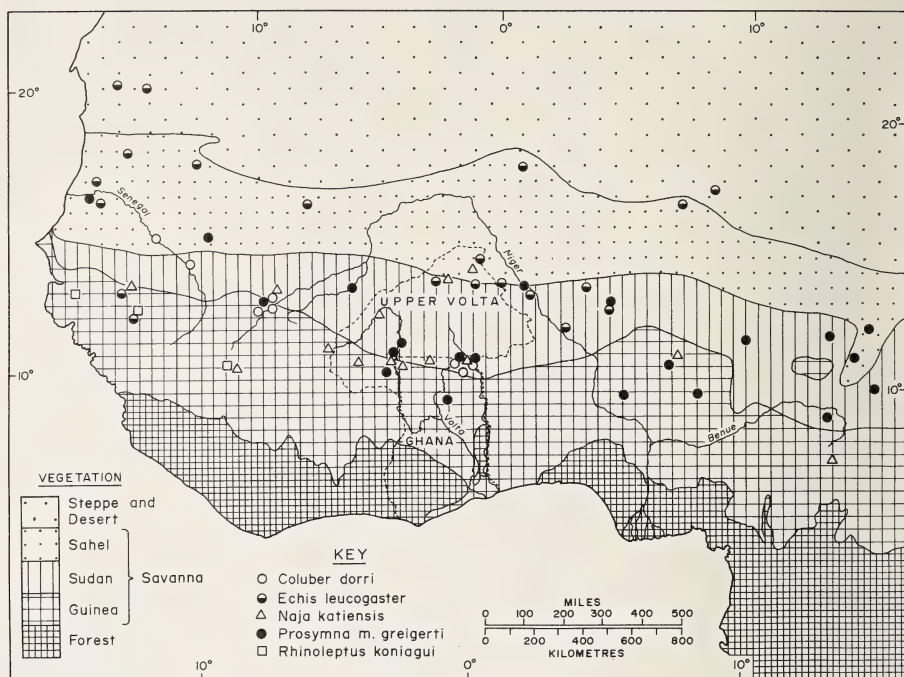 10° 0° 10°
20° 20°
Senegal
Niger
UPPER VOLTA
10° 10°
Volta
Benue
GHANA
VEGETATION
Steppe and
Desert
Sahel
Sudan
Savanna
Guinea
Forest
KEY
Coluber dorri
Echis leucogaster
Naja katiensis
Prosymna m. greigerti
Rhinoleptus koniagui
MILES
0 100 200 300 400 500
0 200 400 600 800
KILOMETRES
10° 0° 10°